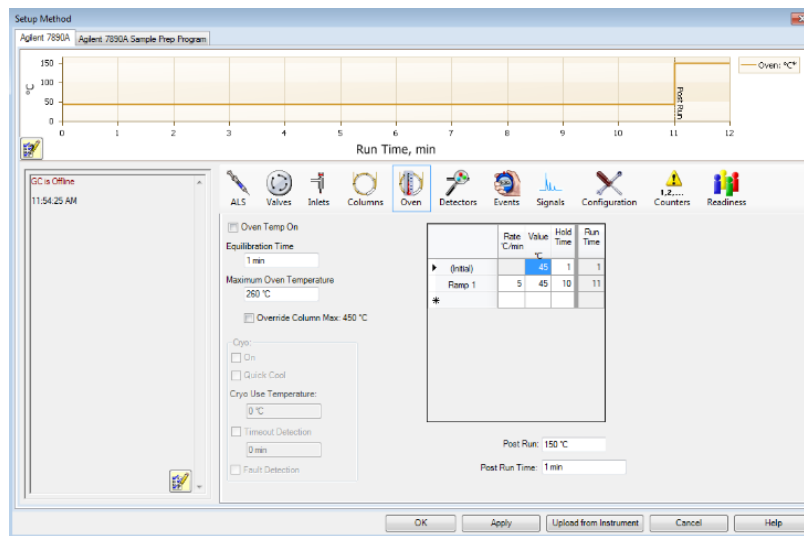 Setup Method
Agilent 7890A Agilent 7890A Sample Prep Program
150
100
50
0
°C
0 1 2 3 4 5 6 7 8 9 10 11 12
Run Time, min
Post Run
Oven: °C*
GC is Offline
11:54:25 AM
ALS Valves Inlets Columns Oven Detectors Events Signals Configuration Counters Readiness
1,2,...
Oven Temp On
Equilibration Time
1 min
Maximum Oven Temperature
260 °C
Override Column Max: 450 °C
Cryo:
On
Quick Cool
Cryo Use Temperature:
0 °C
Timeout Detection
0 min
Fault Detection
Rate °C/min Value °C Hold Time Run Time
(Initial) 45 1 1
Ramp 1 5 45 10 11
Post Run: 150 °C
Post Run Time: 1 min
OK Apply Upload from Instrument Cancel Help